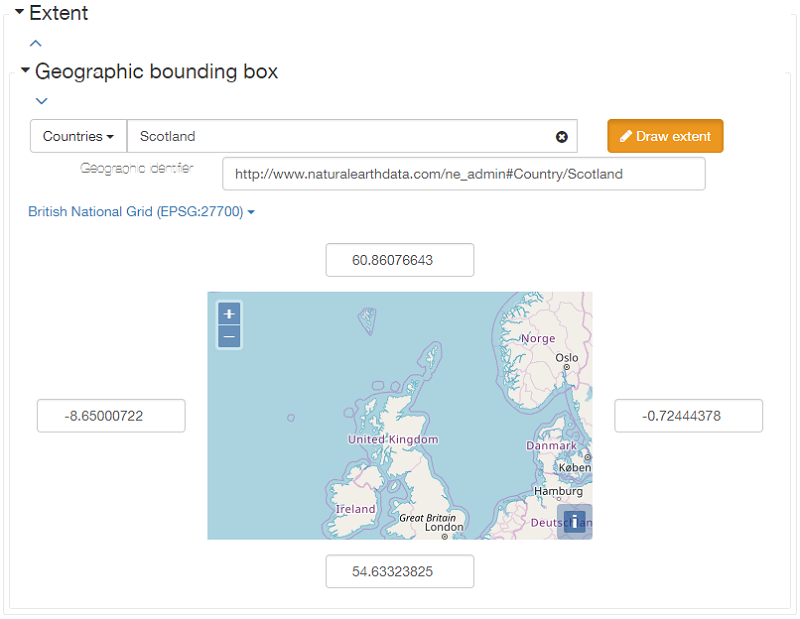 Extent
Geographic bounding box
Countries
Scotland
Draw extent
Geographic identifier
http://www.naturalearthdata.com/ne_admin#Country/Scotland
British National Grid (EPSG:27700)
60.86076643
+
−
Norge
Oslo
-8.65000722
-0.72444378
United Kingdom
Danmark
Køben
Hamburg
Ireland
Great Britain
London
Deutschlan
i
54.63323825